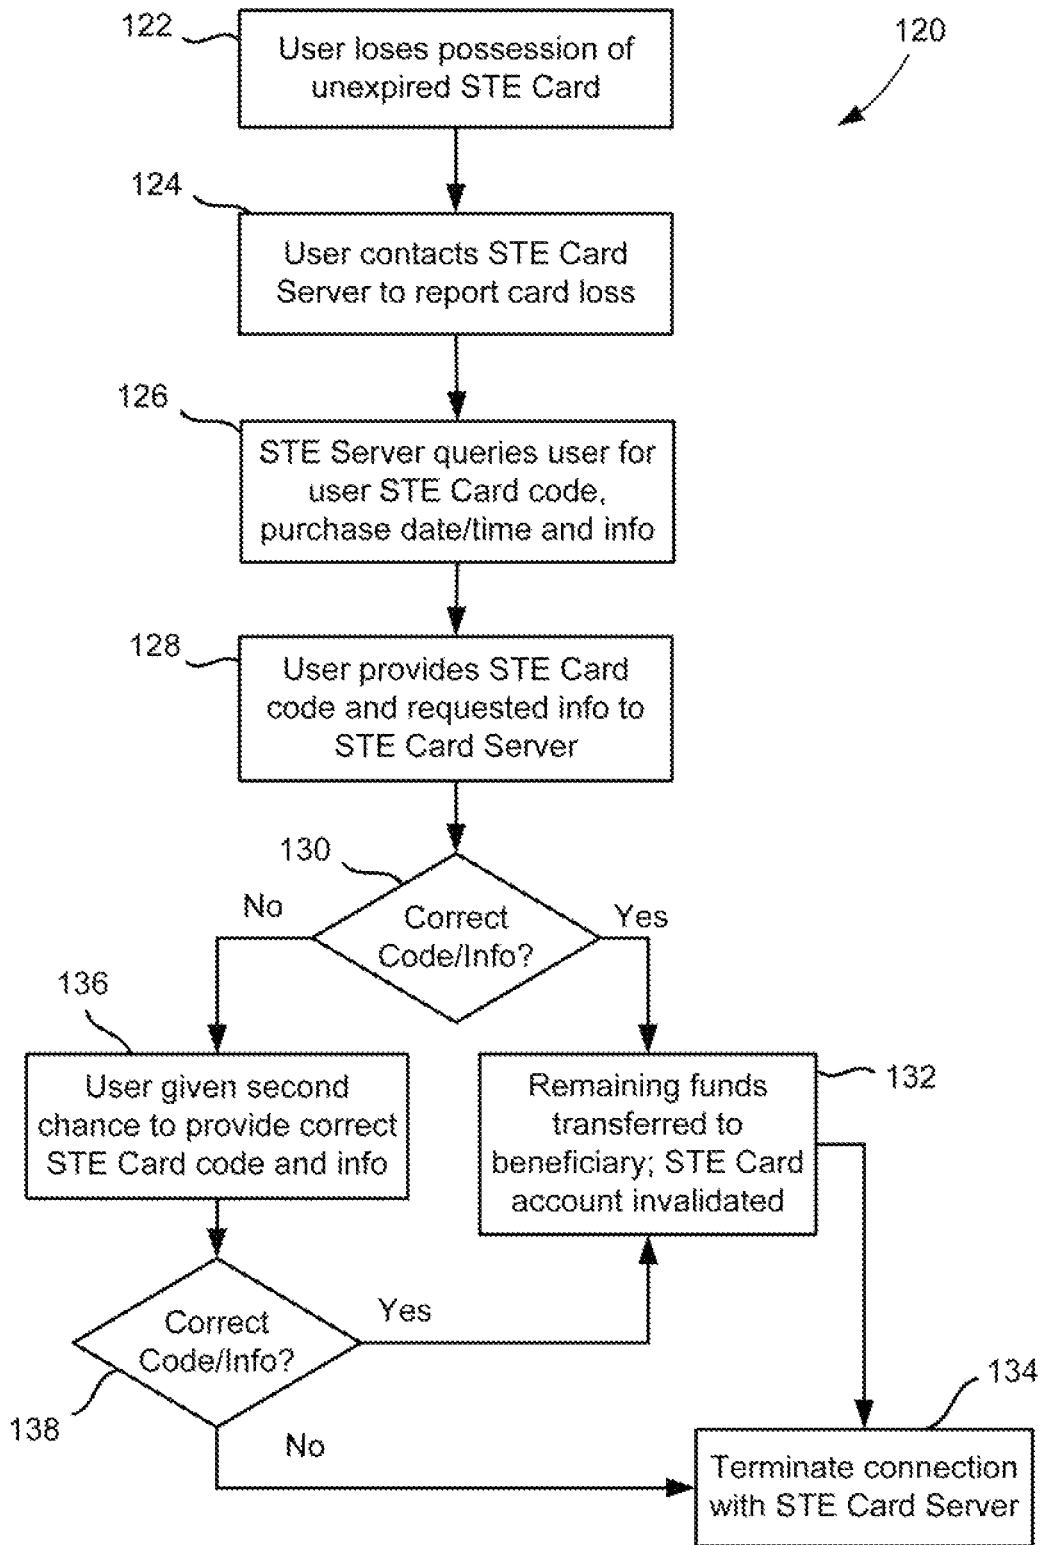 122
120
User loses possession of
unexpired STE Card
124
User contacts STE Card
Server to report card loss
126
STE Server queries user for
user STE Card code,
purchase date/time and info
128
User provides STE Card
code and requested info to
STE Card Server
130
No
Yes
Correct
Code/Info?
136
User given second
chance to provide correct
STE Card code and info
132
Remaining funds
transferred to
beneficiary; STE Card
account invalidated
Yes
Correct
Code/Info?
138
No
134
Terminate connection
with STE Card Server